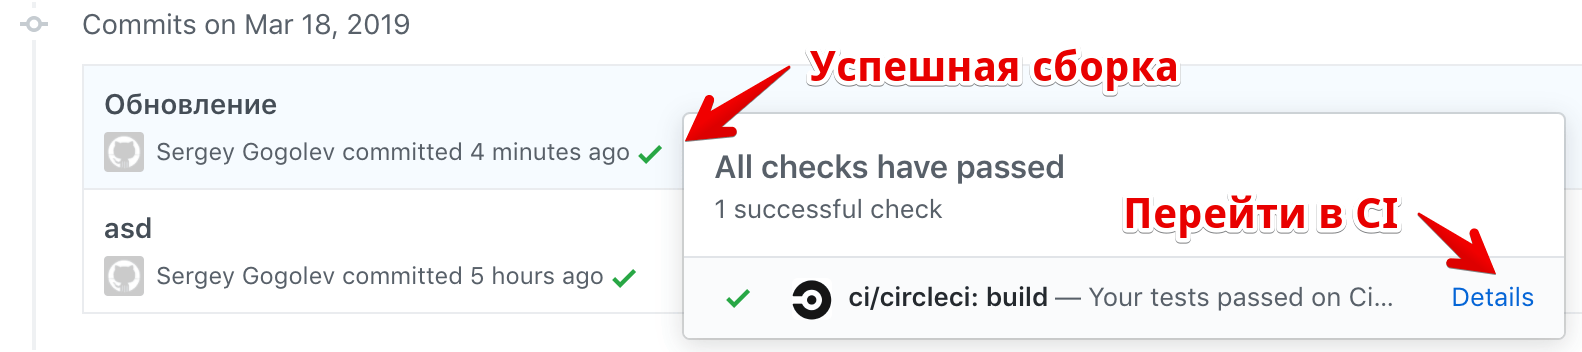 Commits on Mar 18, 2019
Успешная сборка
Обновление
Sergey Gogolev committed 4 minutes ago
All checks have passed
1 successful check
Перейти в CI
asd
Sergey Gogolev committed 5 hours ago
ci/circleci: build — Your tests passed on Ci...
Details